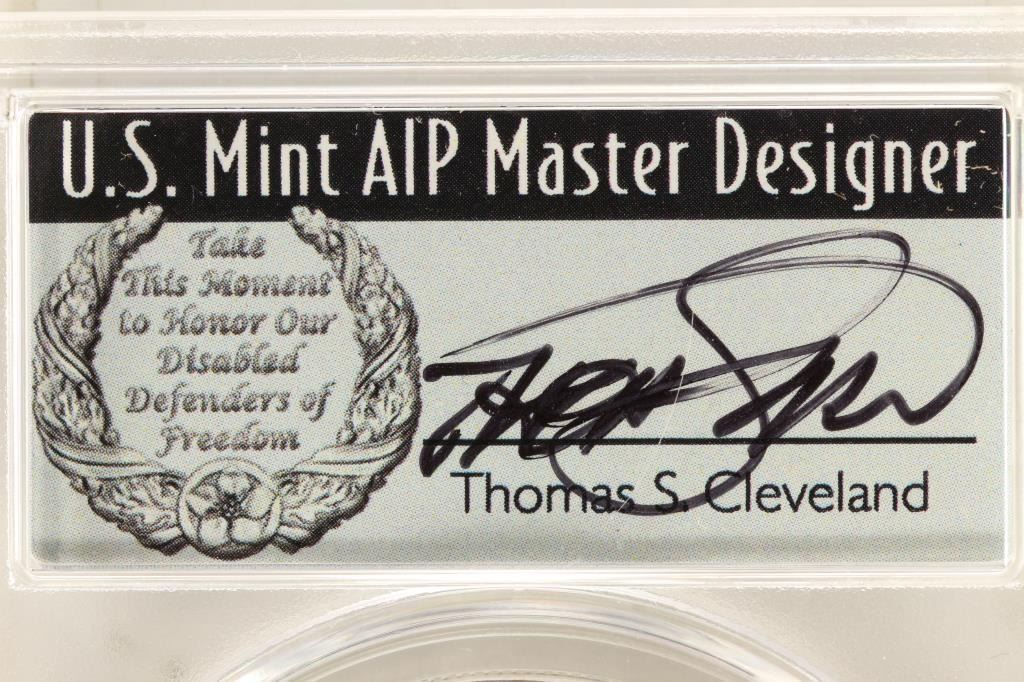 U.S. Mint AIP Master Designer
Take
This Moment
to Honor Our
Disabled
Defenders of
Freedom
Thomas S. Cleveland